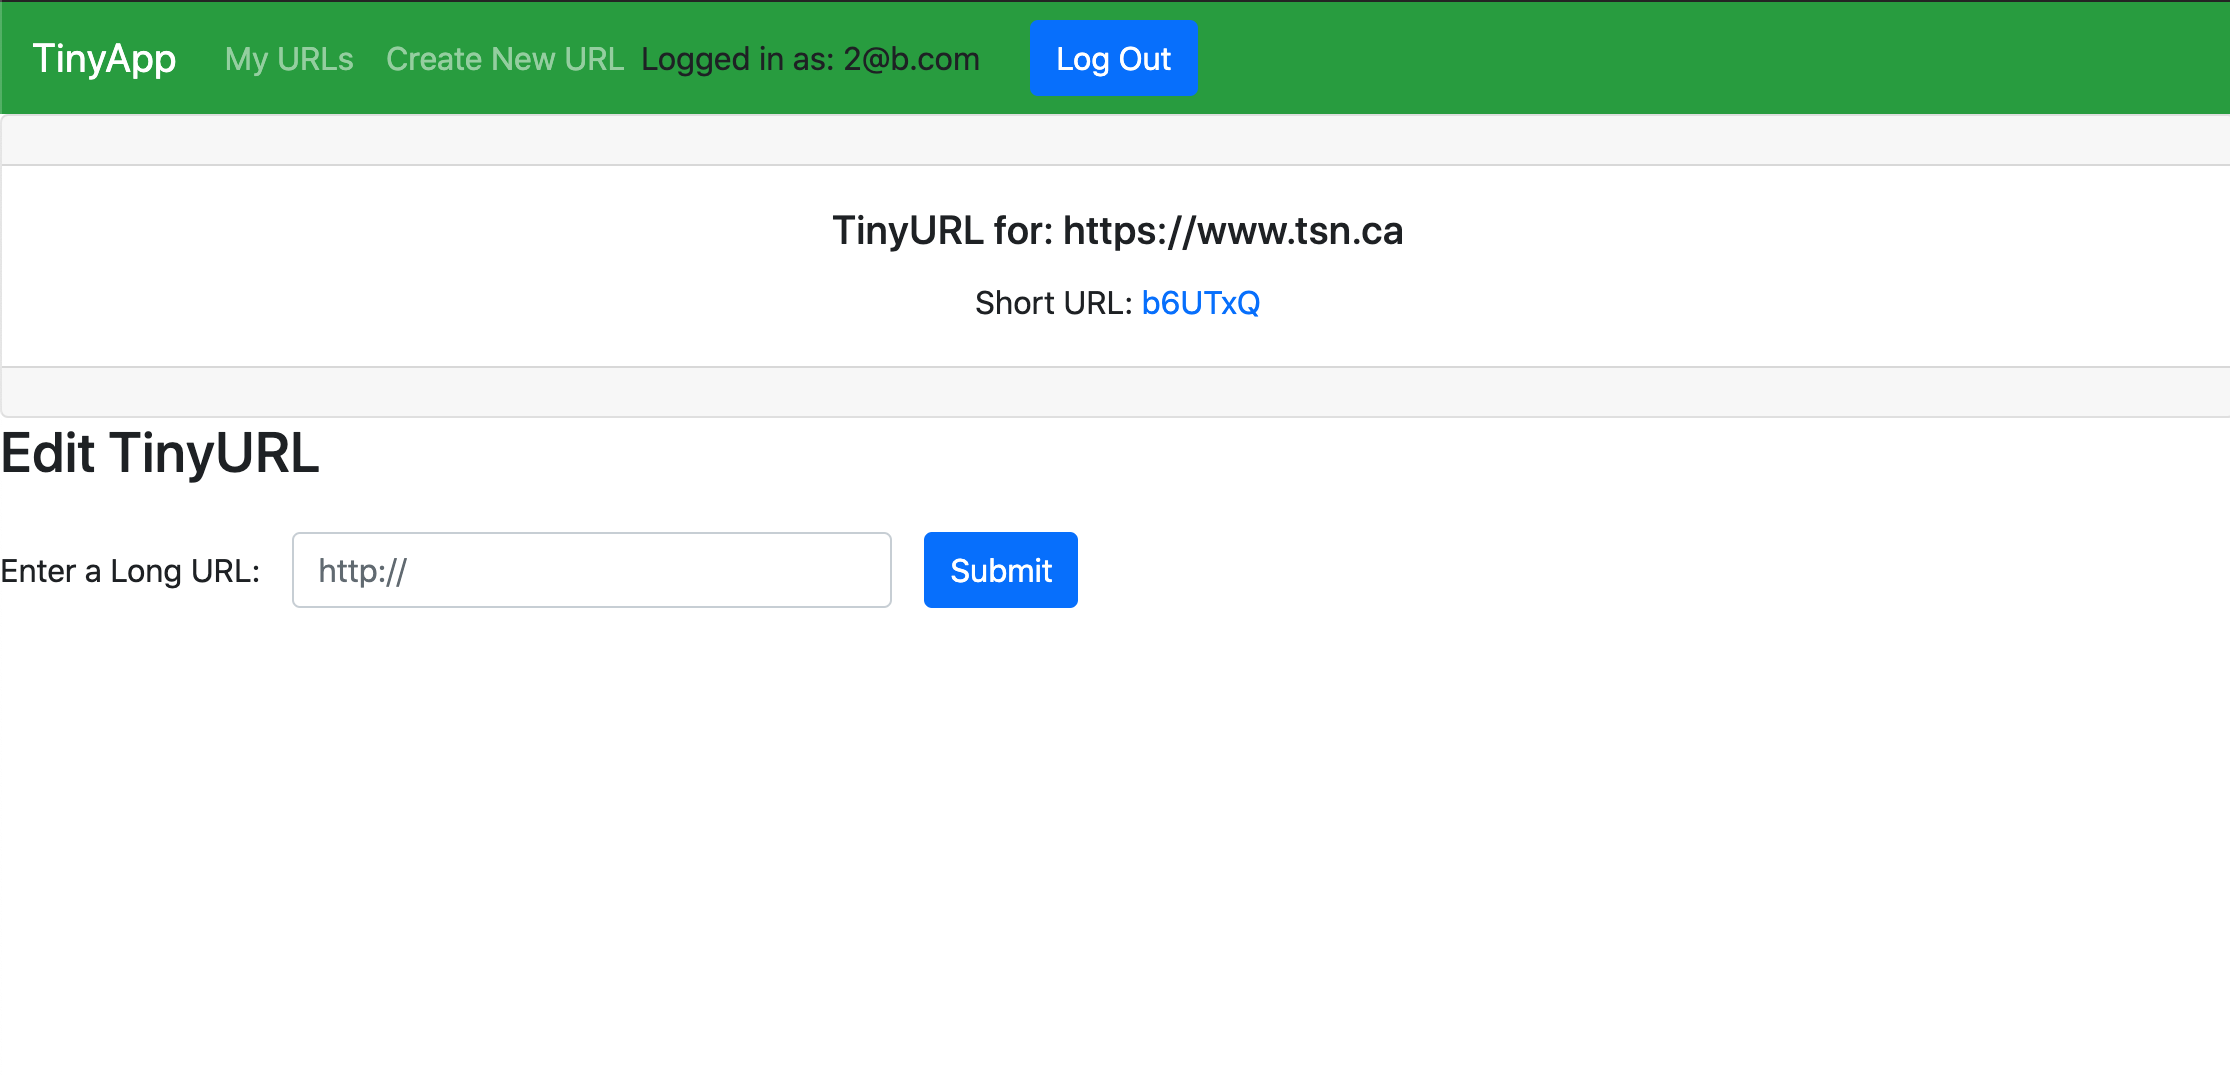 TinyApp My URLs Create New URL Logged in as: 2@b.com Log Out
TinyURL for: https://www.tsn.ca
Short URL: b6UTxQ
Edit TinyURL
Enter a Long URL: http:// Submit